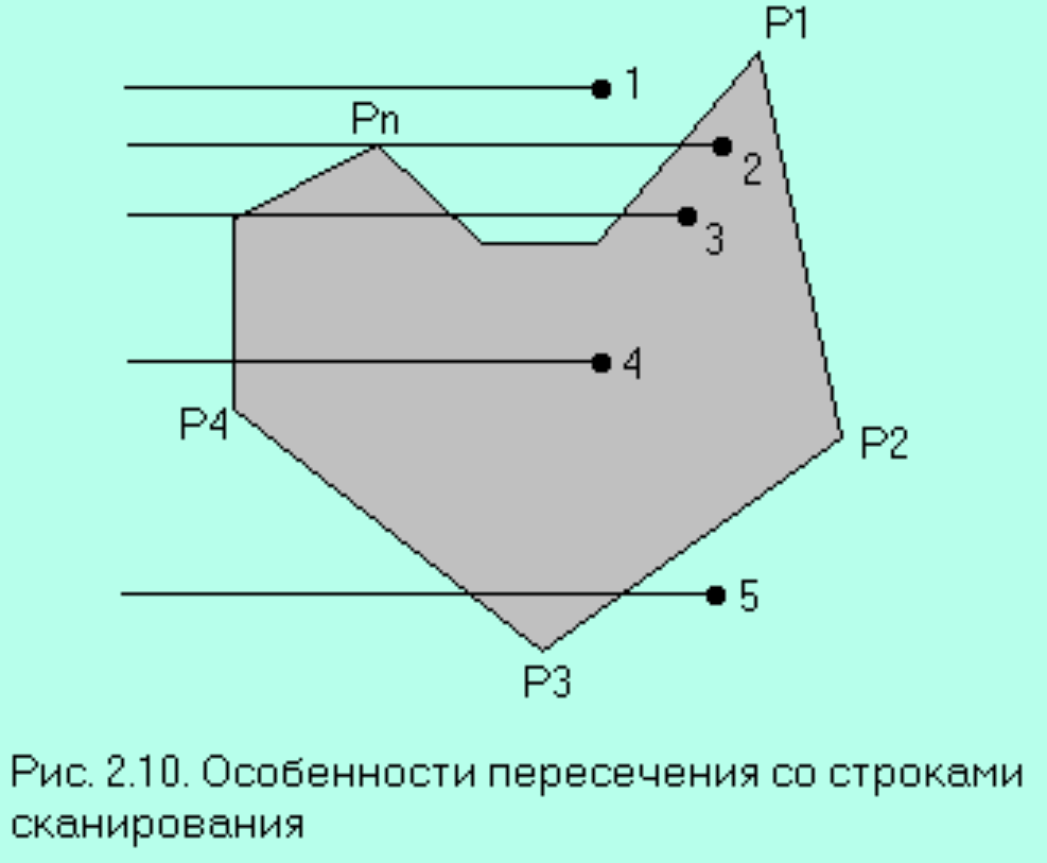 P1
1
Pn
2
3
4
P4
P2
5
P3
Рис. 2.10. Особенности пересечения со строками
сканирования